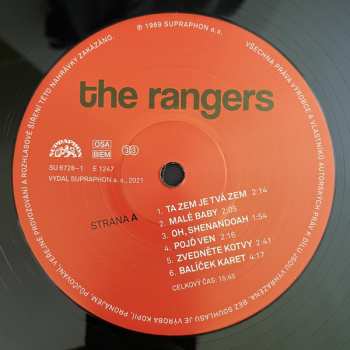 ℗ 1969 SUPRAPHON a.s.
VŠECHNA PRÁVA VÝROBCE A VLASTNÍKŮ AUTORSKÝCH PRÁV K DÍLU JSOU VYHRAZENA. BEZ SOUHLASU JE VÝROBA KOPIÍ, PRONÁJEM, PŮJČOVÁNÍ, VEŘEJNÉ PROVOZOVÁNÍ A ROZHLASOVÉ ŠÍŘENÍ TÉTO NAHRÁVKY ZAKÁZÁNO.
the rangers
SUPRAPHON
OSA
BIEM
33
SU 6728-1 E 1247
VYDAL SUPRAPHON a.s., 2021
STRANA A
1. TA ZEM JE TVÁ ZEM 2:14
2. MALÉ BABY 2:05
3. OH, SHENANDOAH 1:54
4. POJĎ VEN 2:16
5. ZVEDNĚTE KOTVY 2:41
6. BALÍČEK KARET 4:17
CELKOVÝ ČAS: 15:45